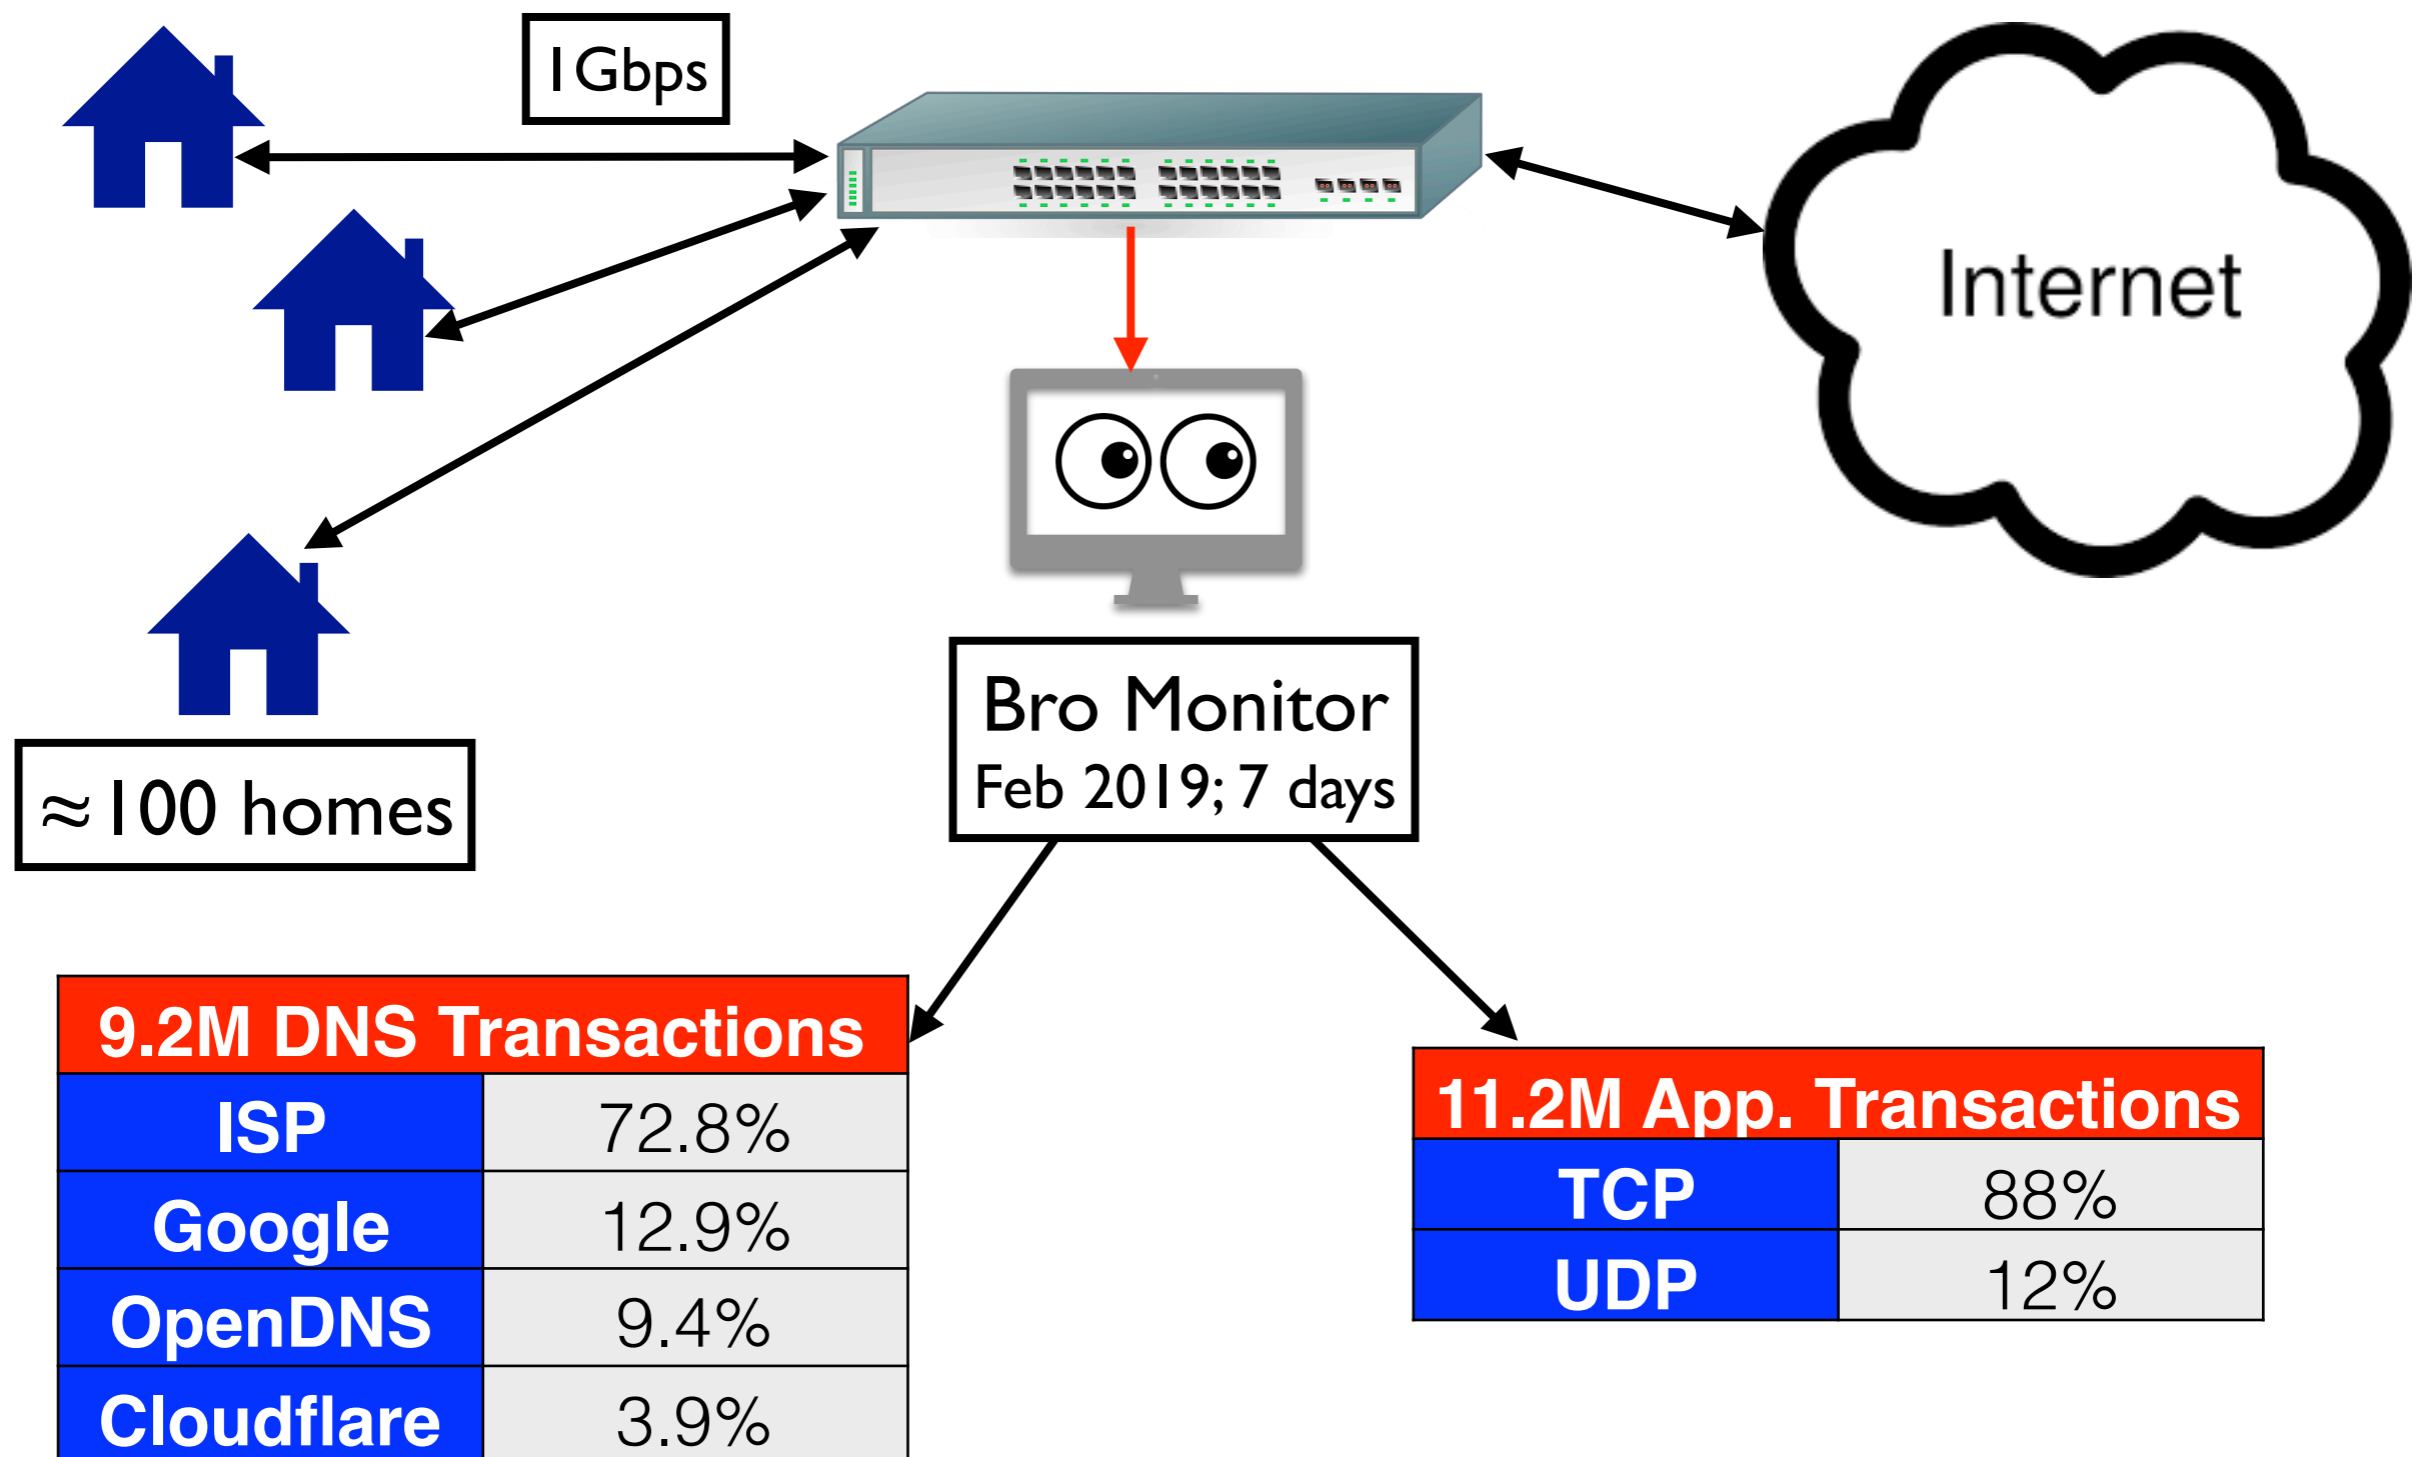 1Gbps
Internet
≈100 homes
Bro Monitor
Feb 2019; 7 days
9.2M DNS Transactions
ISP 72.8%
Google 12.9%
OpenDNS 9.4%
Cloudflare 3.9%
11.2M App. Transactions
TCP 88%
UDP 12%